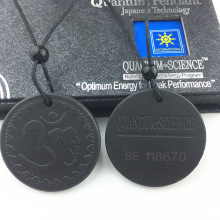 Quantum Pendant
Japanese Technology
QUANTUM SCIENCE
"Optimum Energy for Peak Performance"
ॐ
QUANTUM SCIENCE
SE 118670